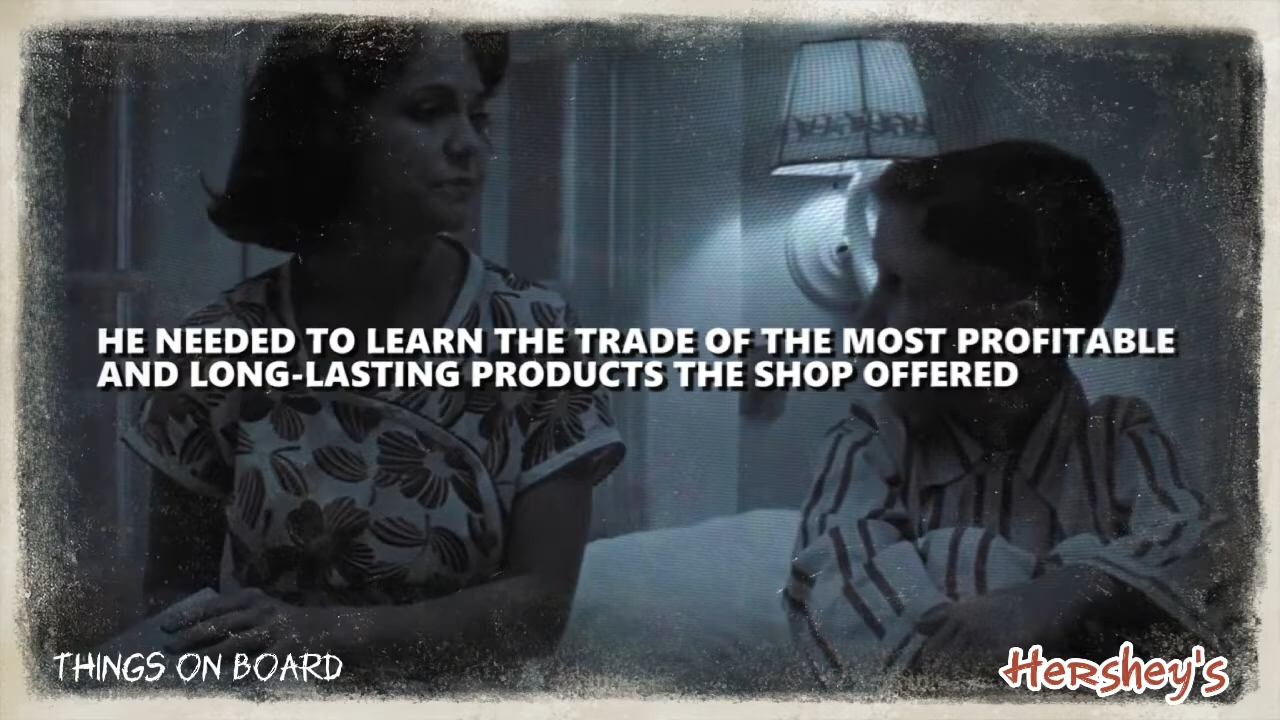 HE NEEDED TO LEARN THE TRADE OF THE MOST PROFITABLE
AND LONG-LASTING PRODUCTS THE SHOP OFFERED
THINGS ON BOARD
Hershey's